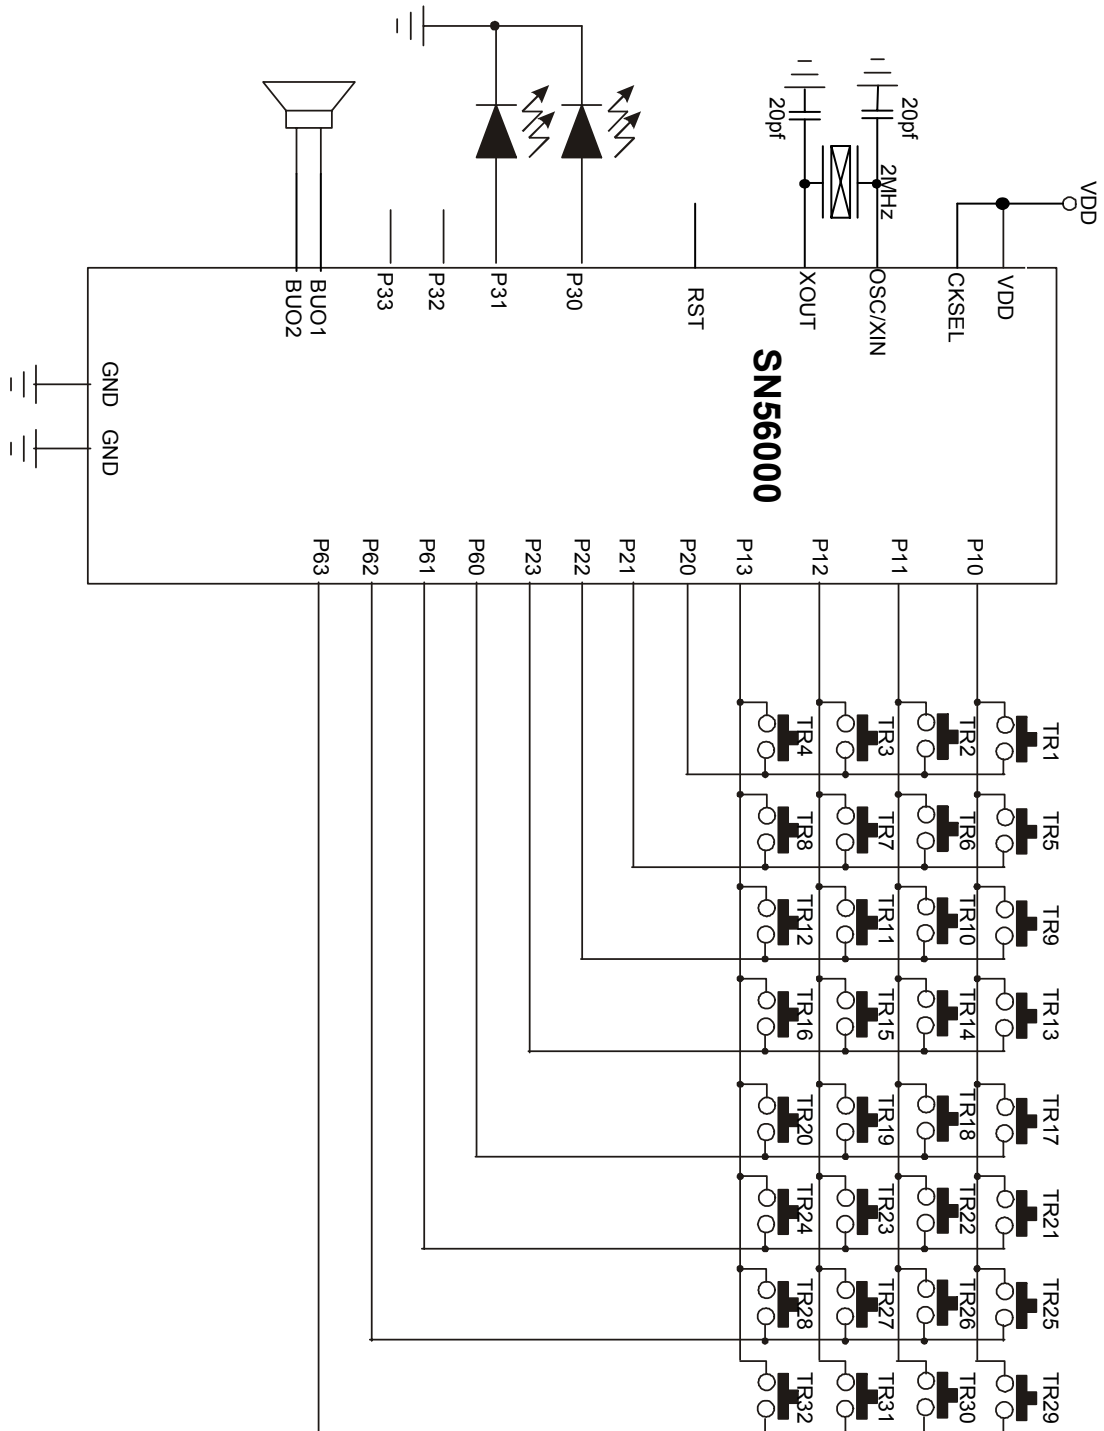 VDD
20pf
20pf
2MHz
VDD
CKSEL
OSC/XIN
XOUT
RST
P30
P31
P32
P33
BUO1
BUO2
SN56000
GND
GND
P10
P11
P12
P13
P20
P21
P22
P23
P60
P61
P62
P63
TR1
TR2
TR3
TR4
TR5
TR6
TR7
TR8
TR9
TR10
TR11
TR12
TR13
TR14
TR15
TR16
TR17
TR18
TR19
TR20
TR21
TR22
TR23
TR24
TR25
TR26
TR27
TR28
TR29
TR30
TR31
TR32